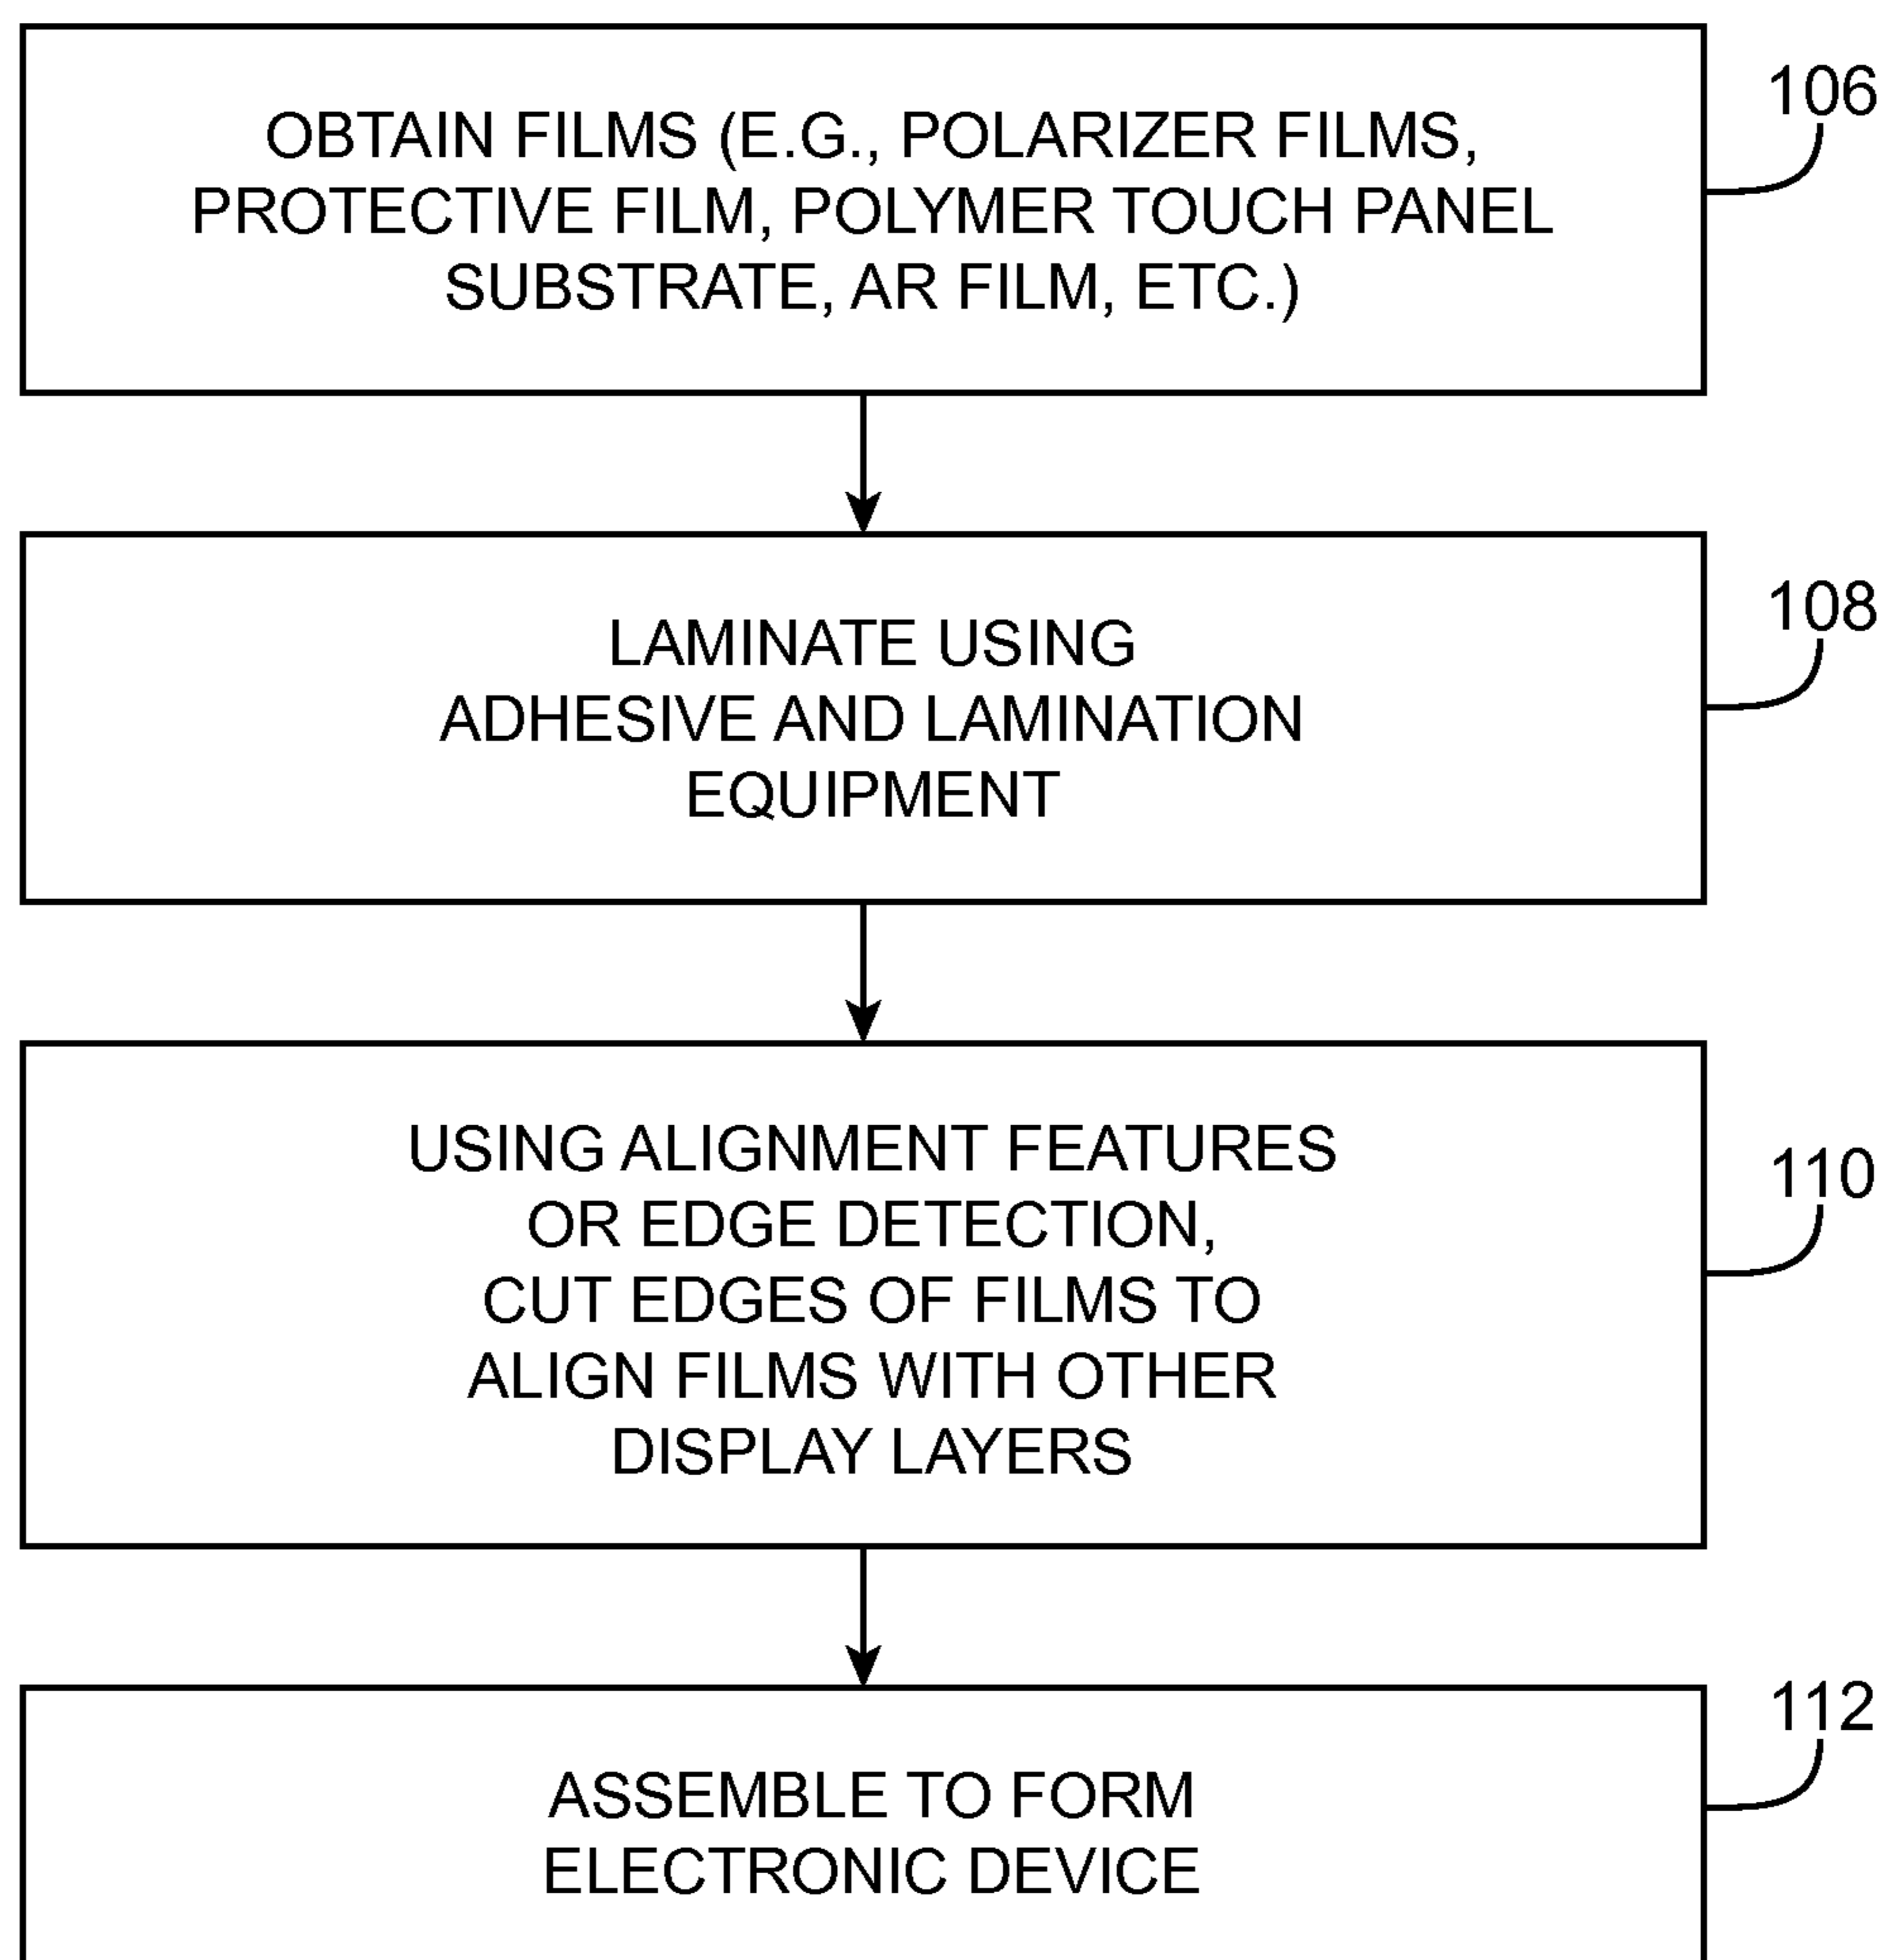 OBTAIN FILMS (E.G., POLARIZER FILMS,
PROTECTIVE FILM, POLYMER TOUCH PANEL
SUBSTRATE, AR FILM, ETC.)
106
LAMINATE USING
ADHESIVE AND LAMINATION
EQUIPMENT
108
USING ALIGNMENT FEATURES
OR EDGE DETECTION,
CUT EDGES OF FILMS TO
ALIGN FILMS WITH OTHER
DISPLAY LAYERS
110
ASSEMBLE TO FORM
ELECTRONIC DEVICE
112